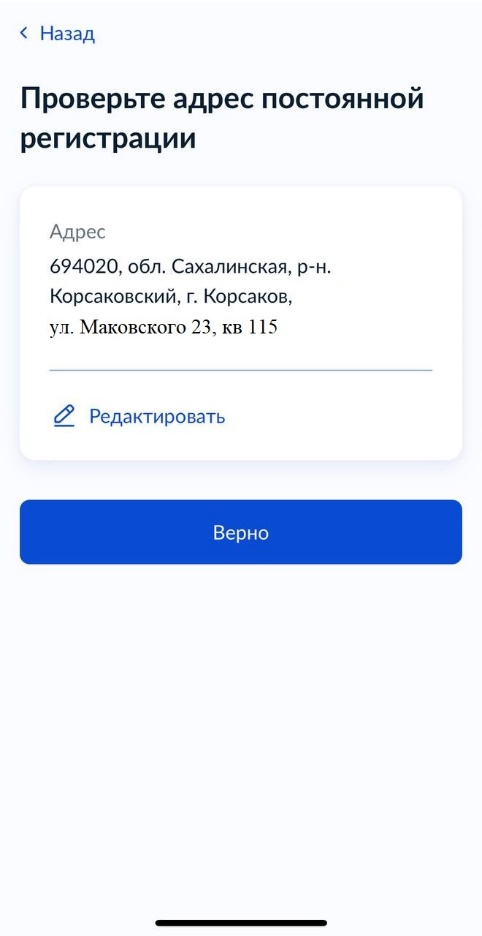 Назад
Проверьте адрес постоянной
регистрации
Адрес
694020, обл. Сахалинская, р-н.
Корсаковский, г. Корсаков,
ул. Маковского 23, кв 115
Редактировать
Верно